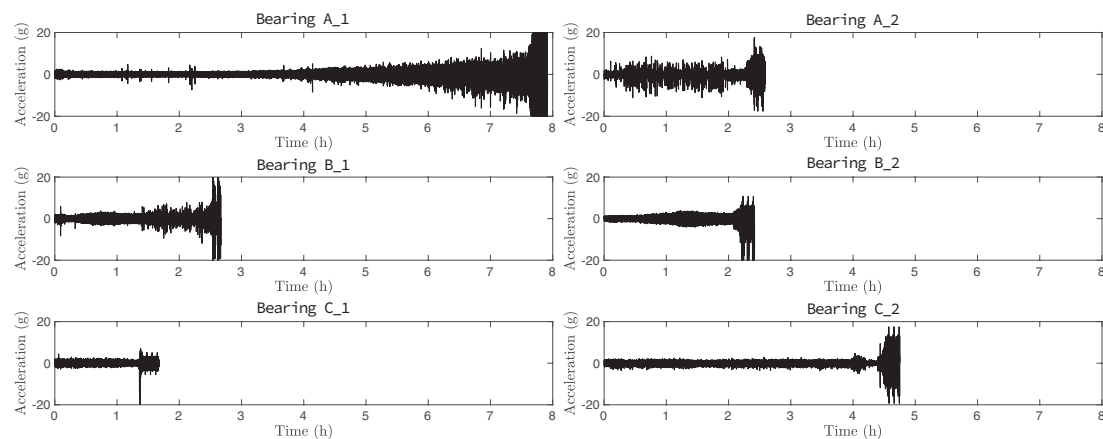 Bearing A_1
Acceleration (g)
20
0
-20
0 1 2 3 4 5 6 7 8
Time (h)
Bearing A_2
Acceleration (g)
20
0
-20
0 1 2 3 4 5 6 7 8
Time (h)
Bearing B_1
Acceleration (g)
20
0
-20
0 1 2 3 4 5 6 7 8
Time (h)
Bearing B_2
Acceleration (g)
20
0
-20
0 1 2 3 4 5 6 7 8
Time (h)
Bearing C_1
Acceleration (g)
20
0
-20
0 1 2 3 4 5 6 7 8
Time (h)
Bearing C_2
Acceleration (g)
20
0
-20
0 1 2 3 4 5 6 7 8
Time (h)